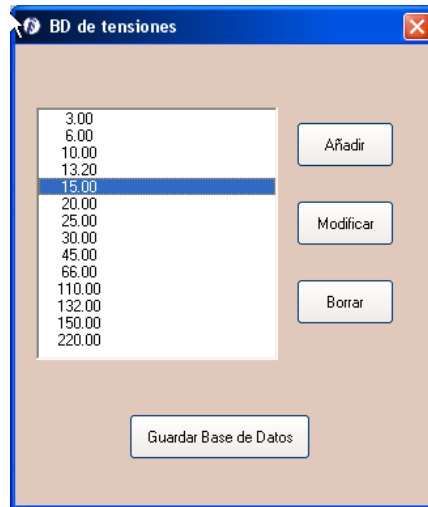 BD de tensiones
3.00
6.00
10.00
13.20
15.00
20.00
25.00
30.00
45.00
66.00
110.00
132.00
150.00
220.00
Añadir
Modificar
Borrar
Guardar Base de Datos